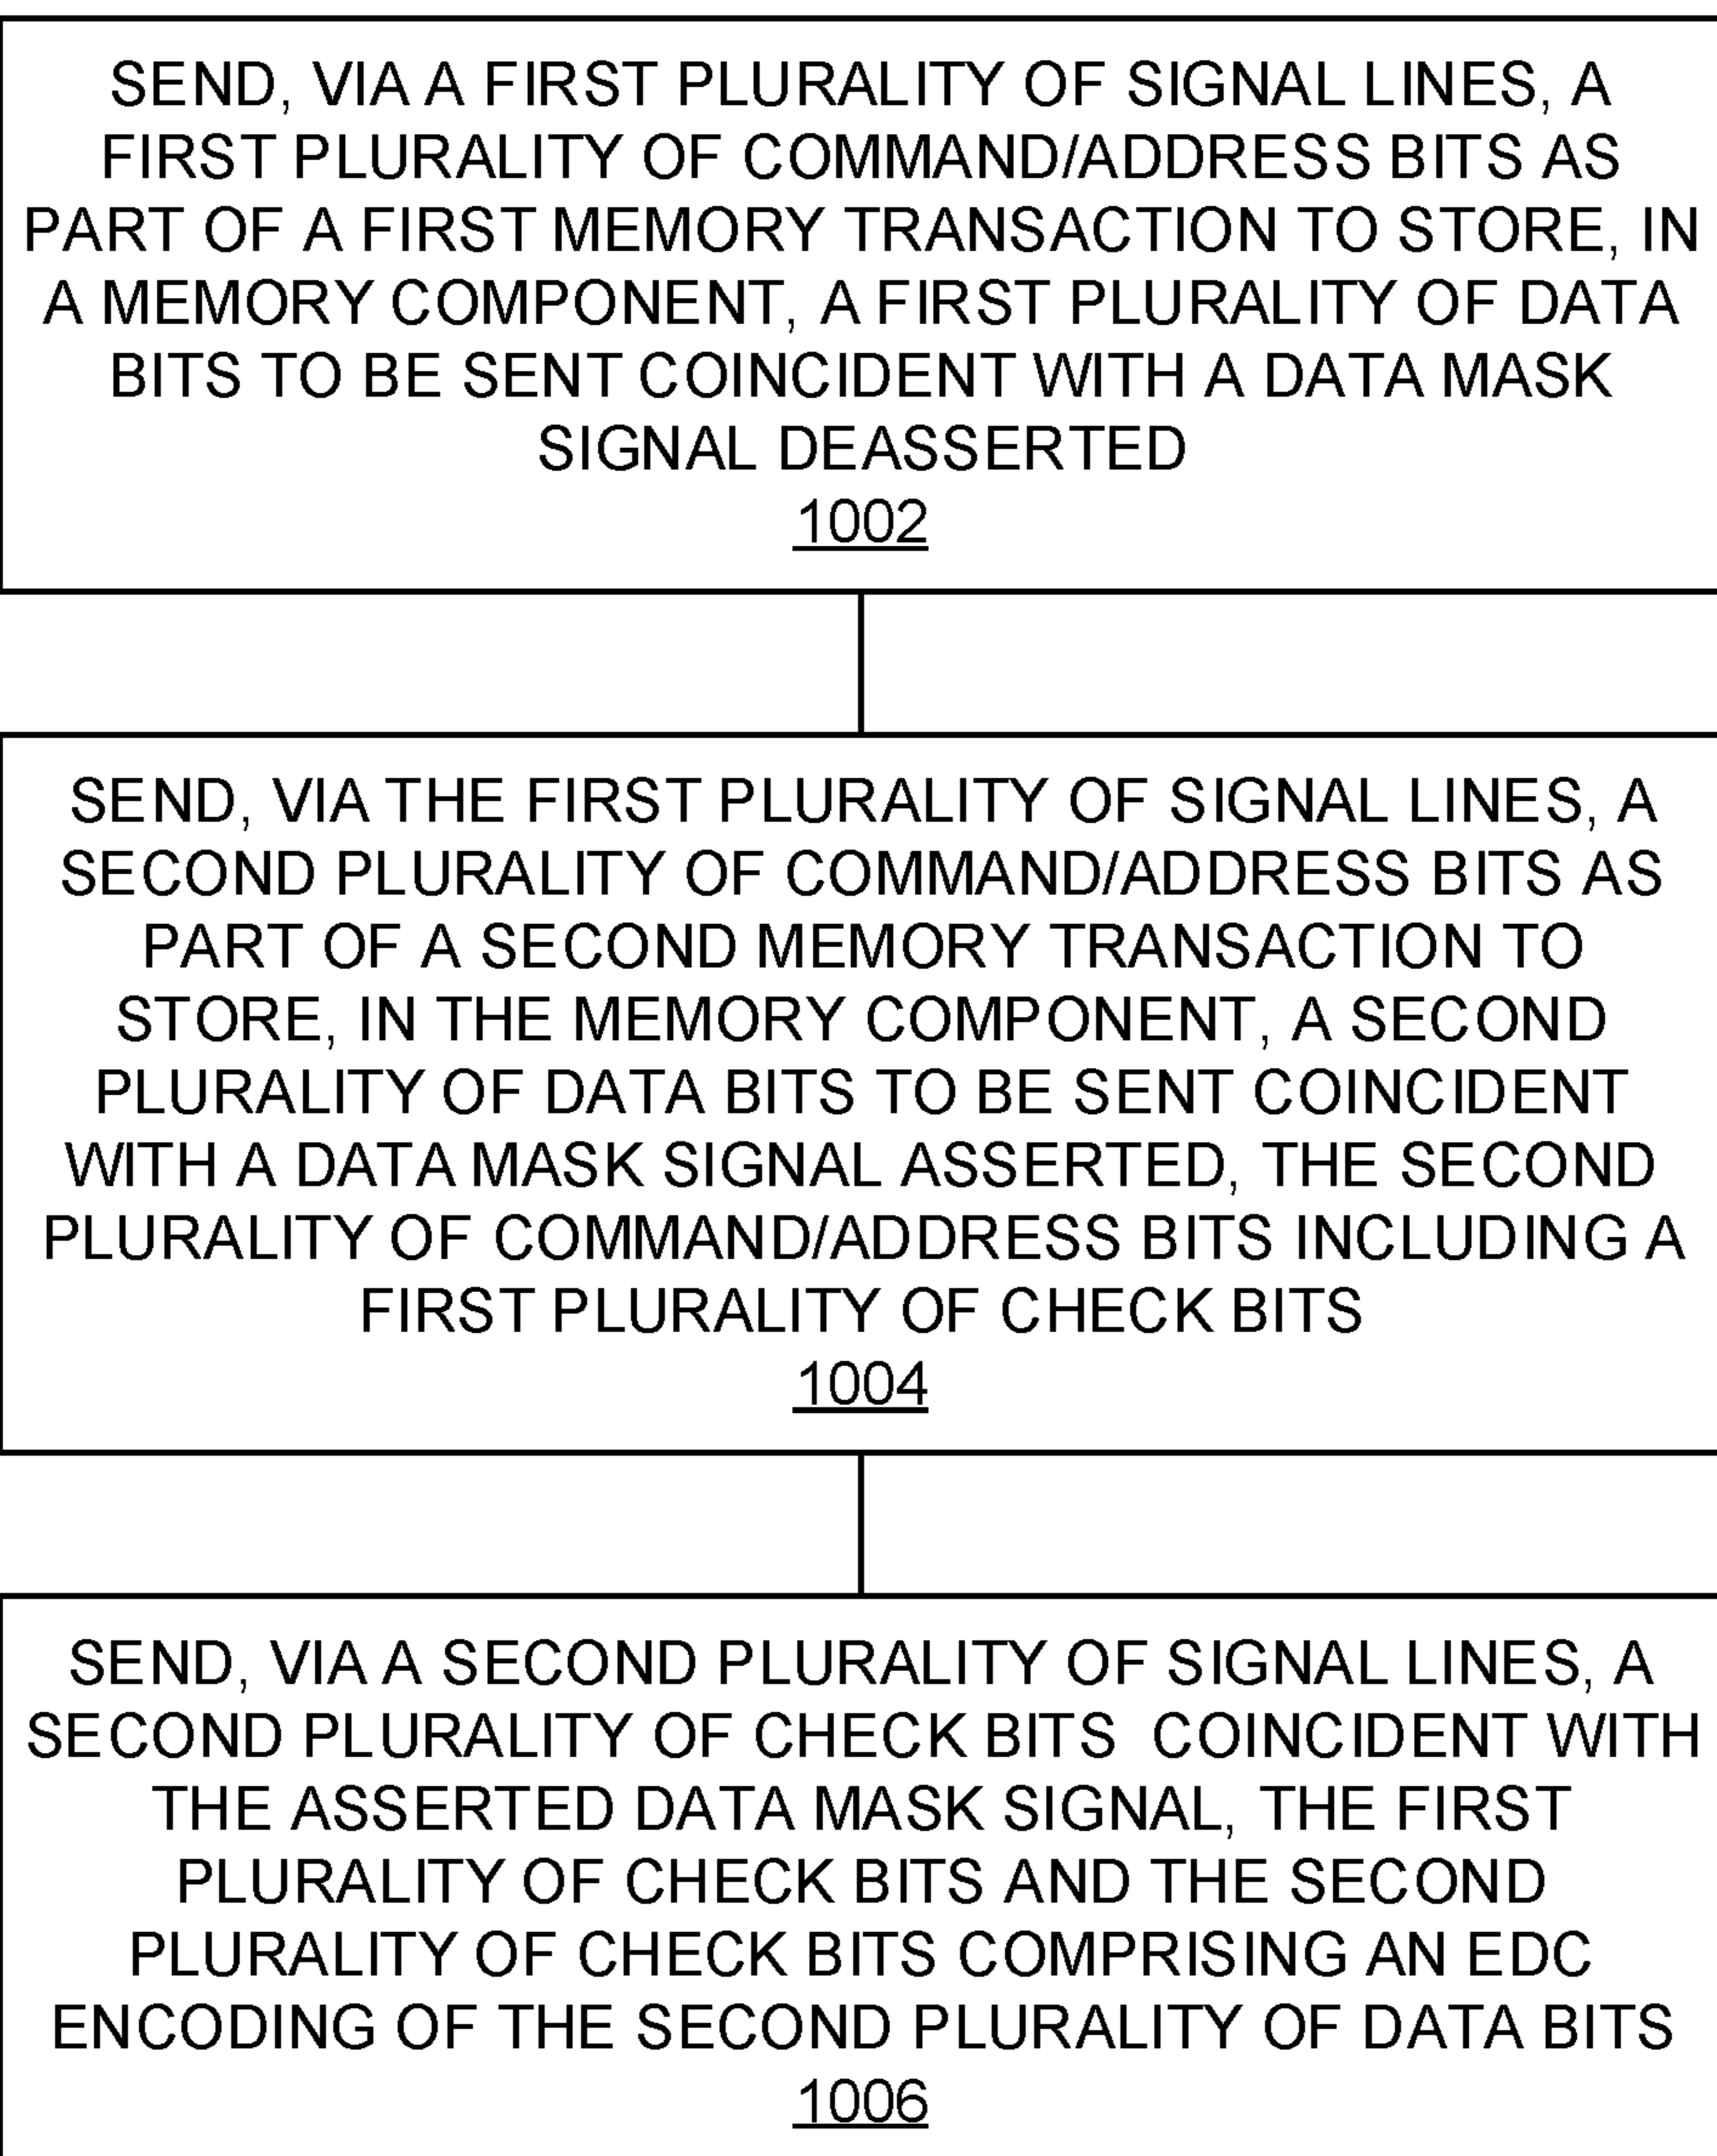 SEND, VIA A FIRST PLURALITY OF SIGNAL LINES, A
FIRST PLURALITY OF COMMAND/ADDRESS BITS AS
PART OF A FIRST MEMORY TRANSACTION TO STORE, IN
A MEMORY COMPONENT, A FIRST PLURALITY OF DATA
BITS TO BE SENT COINCIDENT WITH A DATA MASK
SIGNAL DEASSERTED
1002
SEND, VIA THE FIRST PLURALITY OF SIGNAL LINES, A
SECOND PLURALITY OF COMMAND/ADDRESS BITS AS
PART OF A SECOND MEMORY TRANSACTION TO
STORE, IN THE MEMORY COMPONENT, A SECOND
PLURALITY OF DATA BITS TO BE SENT COINCIDENT
WITH A DATA MASK SIGNAL ASSERTED, THE SECOND
PLURALITY OF COMMAND/ADDRESS BITS INCLUDING A
FIRST PLURALITY OF CHECK BITS
1004
SEND, VIA A SECOND PLURALITY OF SIGNAL LINES, A
SECOND PLURALITY OF CHECK BITS COINCIDENT WITH
THE ASSERTED DATA MASK SIGNAL, THE FIRST
PLURALITY OF CHECK BITS AND THE SECOND
PLURALITY OF CHECK BITS COMPRISING AN EDC
ENCODING OF THE SECOND PLURALITY OF DATA BITS
1006